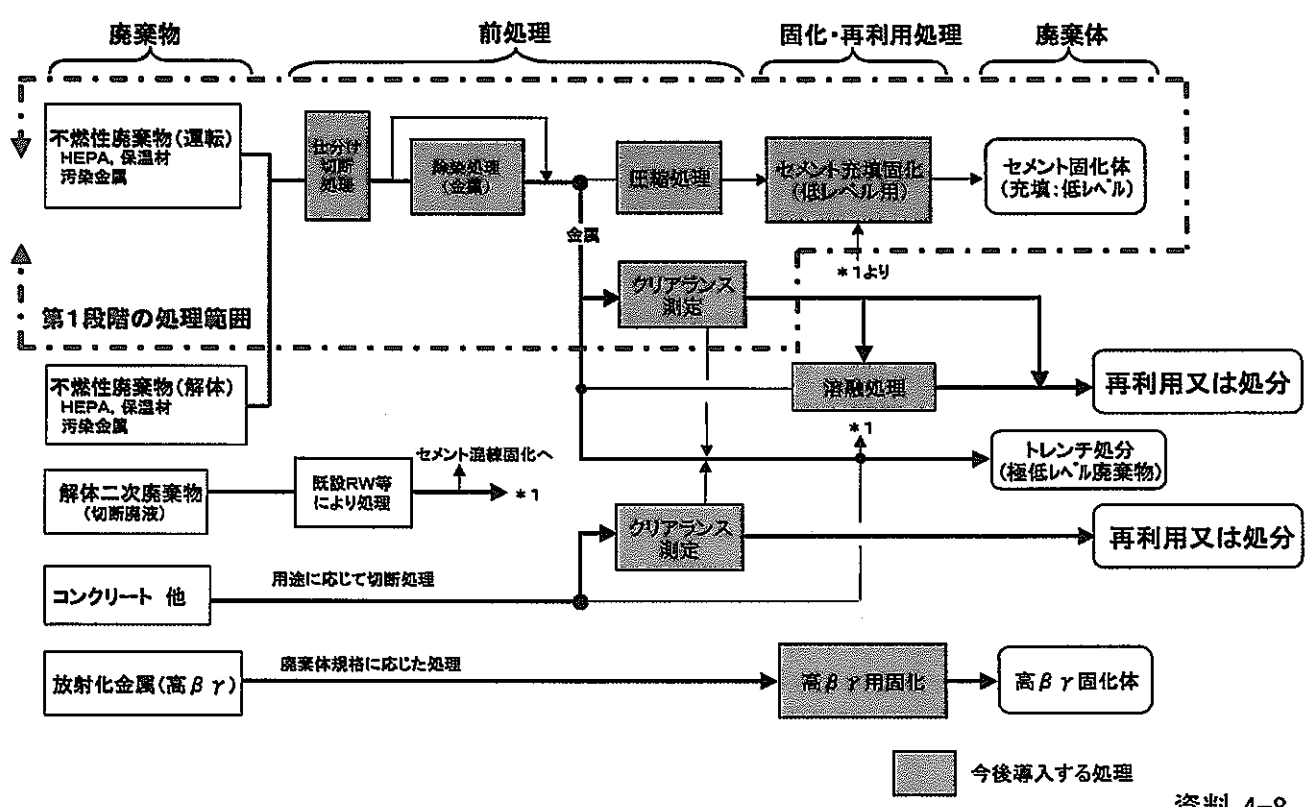 廃棄物
前処理
固化・再利用処理
廃棄体
不燃性廃棄物(運転)
HEPA, 保温材
汚染金属
仕分け
切断
処理
除染処理
(金属)
圧縮処理
セメント充填固化
(低レベル用)
セメント固化体
(充填:低レベル)
金属
*1より
クリアランス
測定
第1段階の処理範囲
不燃性廃棄物(解体)
HEPA, 保温材
汚染金属
溶融処理
再利用又は処分
*1
トレンチ処分
(極低レベル廃棄物)
セメント混練固化へ
解体二次廃棄物
(切断廃液)
既設RW等
により処理
*1
クリアランス
測定
再利用又は処分
コンクリート 他
用途に応じて切断処理
放射化金属(高βγ)
廃棄体規格に応じた処理
高βγ用固化
高βγ固化体
今後導入する処理
資料 4-8